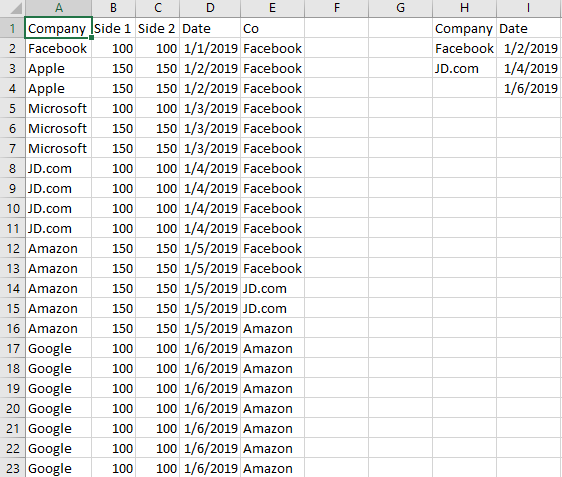 A B C D E F G H I
1 Company Side 1 Side 2 Date Co Company Date
2 Facebook 100 100 1/1/2019 Facebook Facebook 1/2/2019
3 Apple 150 150 1/2/2019 Facebook JD.com 1/4/2019
4 Apple 150 150 1/2/2019 Facebook 1/6/2019
5 Microsoft 100 100 1/3/2019 Facebook
6 Microsoft 150 150 1/3/2019 Facebook
7 Microsoft 150 150 1/3/2019 Facebook
8 JD.com 100 100 1/4/2019 Facebook
9 JD.com 100 100 1/4/2019 Facebook
10 JD.com 100 100 1/4/2019 Facebook
11 JD.com 100 100 1/4/2019 Facebook
12 Amazon 150 150 1/5/2019 Facebook
13 Amazon 150 150 1/5/2019 Facebook
14 Amazon 150 150 1/5/2019 JD.com
15 Amazon 150 150 1/5/2019 JD.com
16 Amazon 150 150 1/5/2019 Amazon
17 Google 100 100 1/6/2019 Amazon
18 Google 100 100 1/6/2019 Amazon
19 Google 100 100 1/6/2019 Amazon
20 Google 100 100 1/6/2019 Amazon
21 Google 100 100 1/6/2019 Amazon
22 Google 100 100 1/6/2019 Amazon
23 Google 100 100 1/6/2019 Amazon